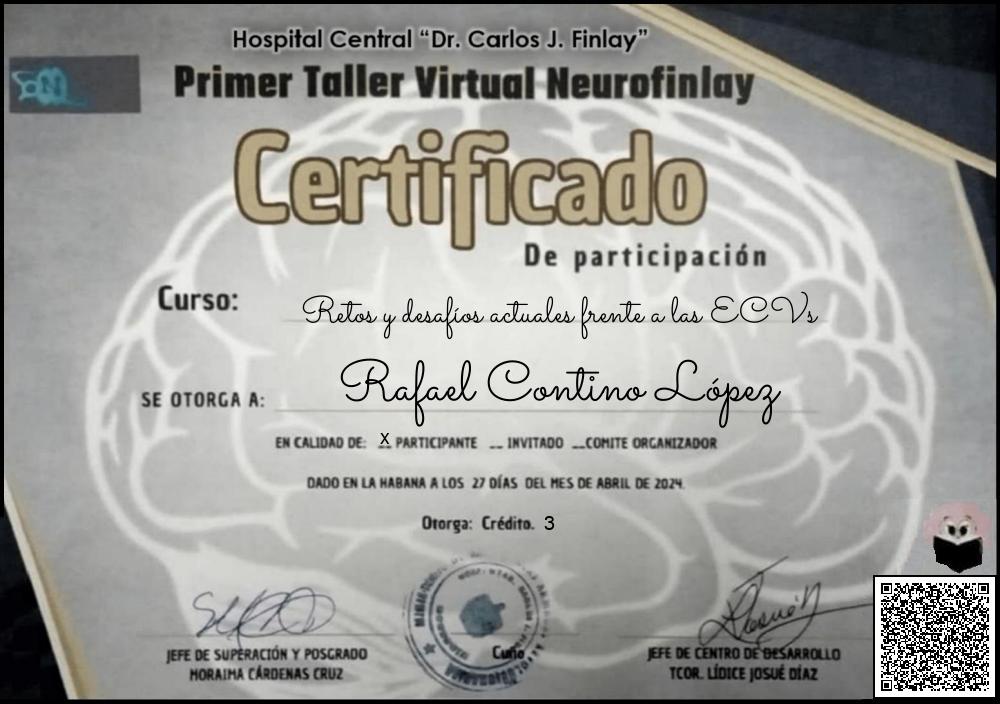 Hospital Central “Dr. Carlos J. Finlay”
Primer Taller Virtual Neurofinlay
Certificado
De participación
Curso: Retos y desafíos actuales frente a las ECVs
SE OTORGA A: Rafael Contino López
EN CALIDAD DE: X PARTICIPANTE __ INVITADO __COMITE ORGANIZADOR
DADO EN LA HABANA A LOS 27 DÍAS DEL MES DE ABRIL DE 2024.
Otorga: Crédito. 3
Cuño
JEFE DE SUPERACIÓN Y POSGRADO
MORAIMA CÁRDENAS CRUZ
JEFE DE CENTRO DE DESARROLLO
TCOR. LÍDICE JOSUÉ DÍAZ